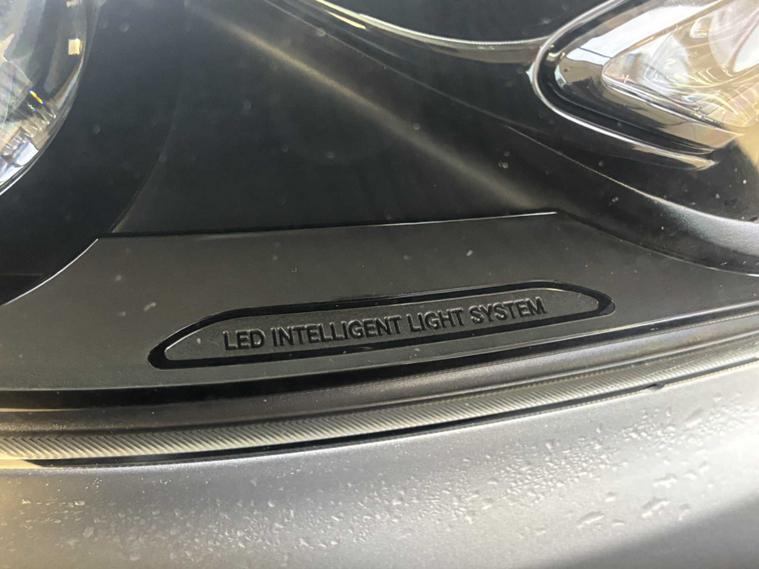 LED INTELLIGENT LIGHT SYSTEM